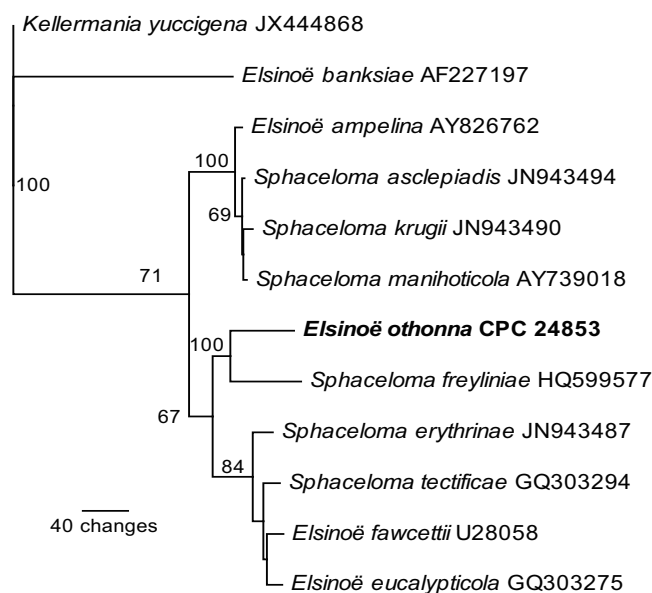 Kellermania yuccigena JX444868
Elsinoë banksiae AF227197
Elsinoë ampelina AY826762
100
Sphaceloma asclepiadis JN943494
100
69
Sphaceloma krugii JN943490
71
Sphaceloma manihoticola AY739018
Elsinoë othonna CPC 24853
100
Sphaceloma freyliniae HQ599577
67
Sphaceloma erythrinae JN943487
84
Sphaceloma tectificae GQ303294
40 changes
Elsinoë fawcettii U28058
Elsinoë eucalypticola GQ303275